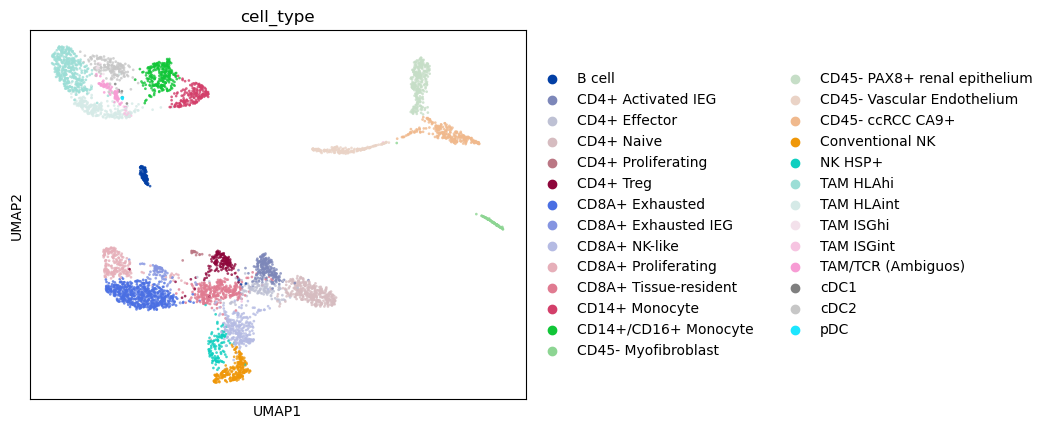 cell_type
UMAP2
UMAP1
B cell
CD4+ Activated IEG
CD4+ Effector
CD4+ Naive
CD4+ Proliferating
CD4+ Treg
CD8A+ Exhausted
CD8A+ Exhausted IEG
CD8A+ NK-like
CD8A+ Proliferating
CD8A+ Tissue-resident
CD14+ Monocyte
CD14+/CD16+ Monocyte
CD45- Myofibroblast
CD45- PAX8+ renal epithelium
CD45- Vascular Endothelium
CD45- ccRCC CA9+
Conventional NK
NK HSP+
TAM HLAhi
TAM HLAint
TAM ISGhi
TAM ISGint
TAM/TCR (Ambiguos)
cDC1
cDC2
pDC